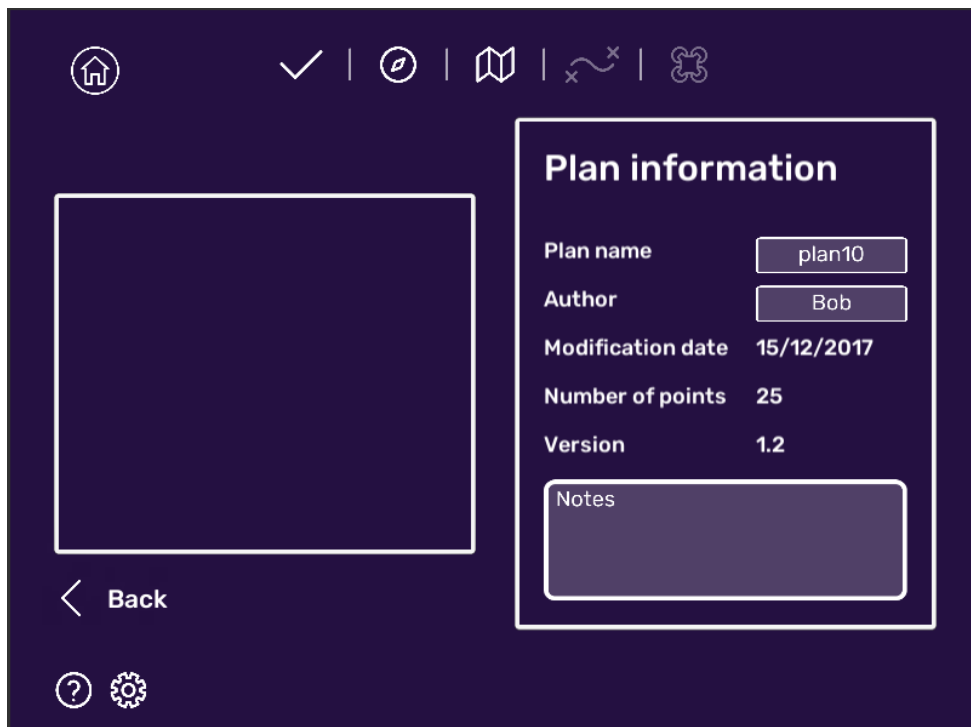 Plan information
Plan name plan10
Author Bob
Modification date 15/12/2017
Number of points 25
Version 1.2
Notes
Back